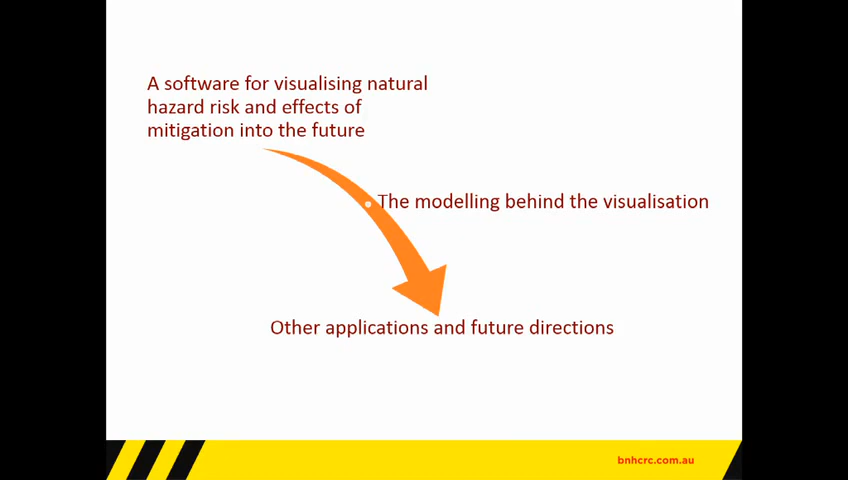 A software for visualising natural
hazard risk and effects of
mitigation into the future
The modelling behind the visualisation
Other applications and future directions
bnhcrc.com.au